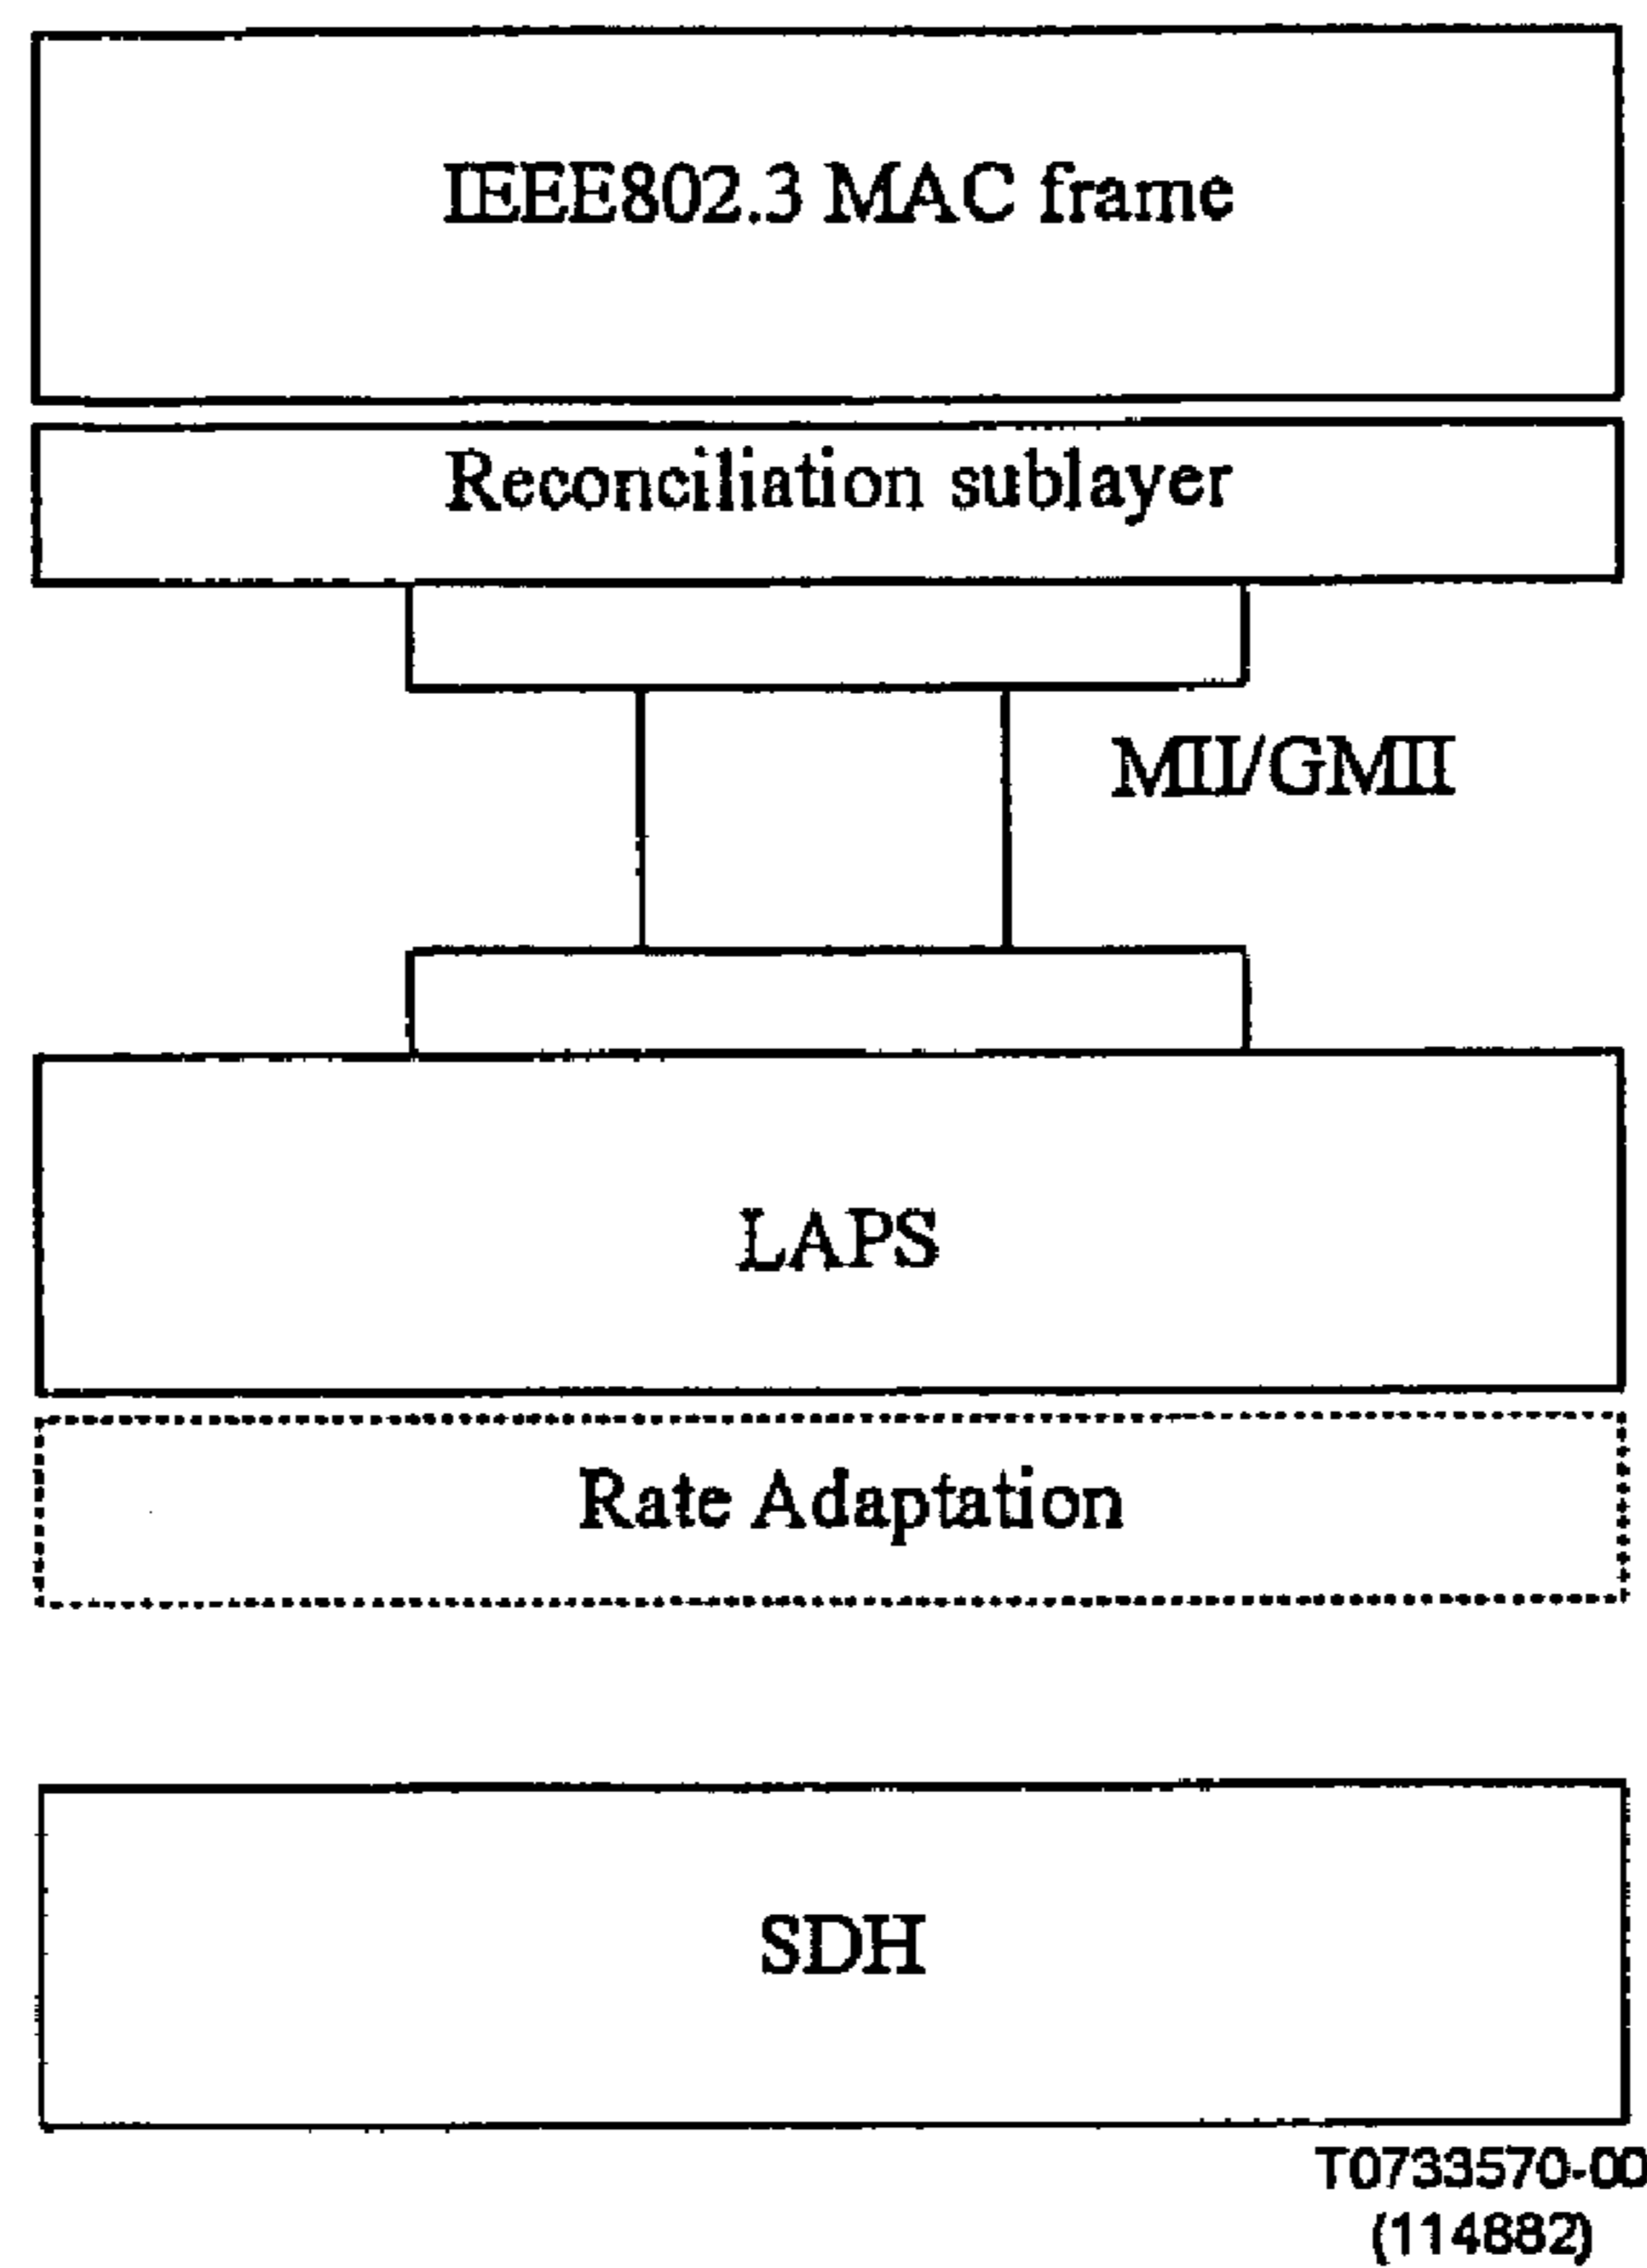 IEEE802.3 MAC frame
Reconciliation sublayer
MII/GMII
LAPS
Rate Adaptation
SDH
T0733570-00
(114882)